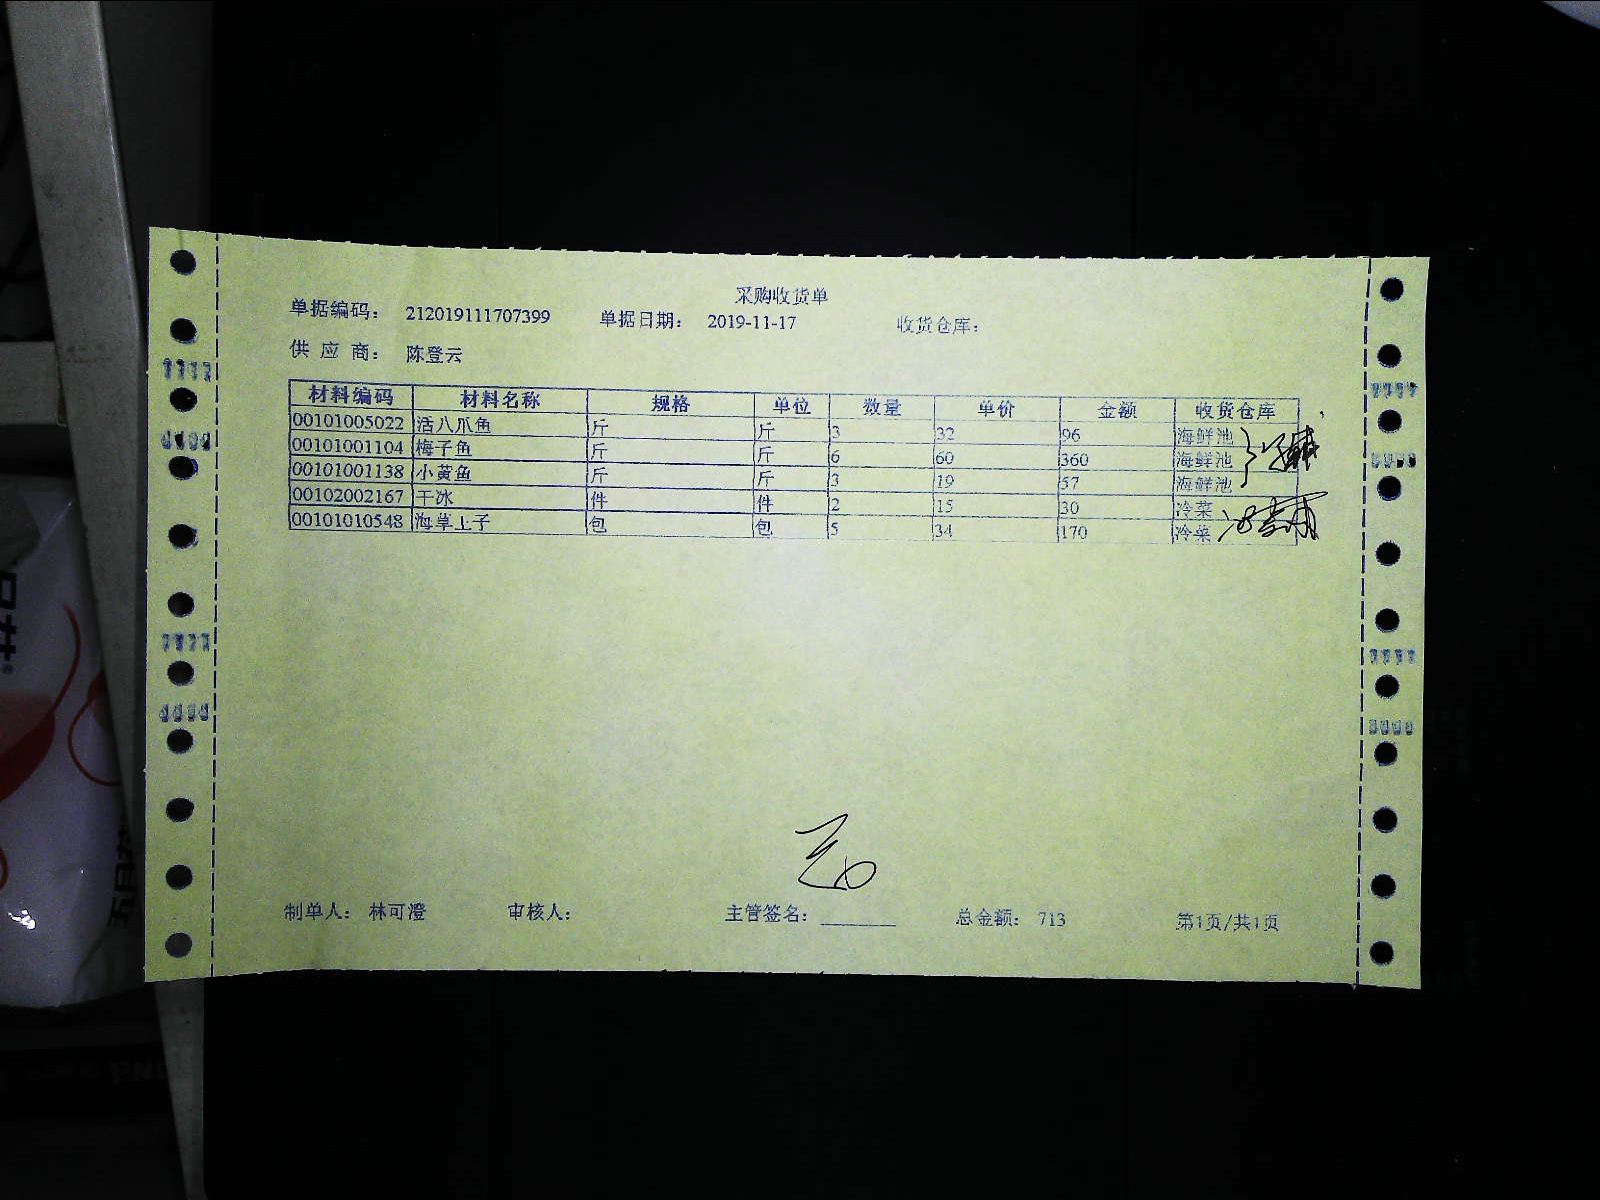 采购收货单
单据编码： 212019111707399 单据日期： 2019-11-17 收货仓库：
供 应 商： 陈登云
材料编码 材料名称 规格 单位 数量 单价 金额 收货仓库
00101005022 活八爪鱼 斤 斤 3 32 96 海鲜池
00101001104 梅子鱼 斤 斤 6 60 360 海鲜池
00101001138 小黄鱼 斤 斤 3 19 57 海鲜池
00102002167 干冰 件 件 2 15 30 冷菜
00101010548 海草上子 包 包 5 34 170 冷菜
制单人： 林可澄 审核人： 主管签名： 总金额： 713 第1页/共1页